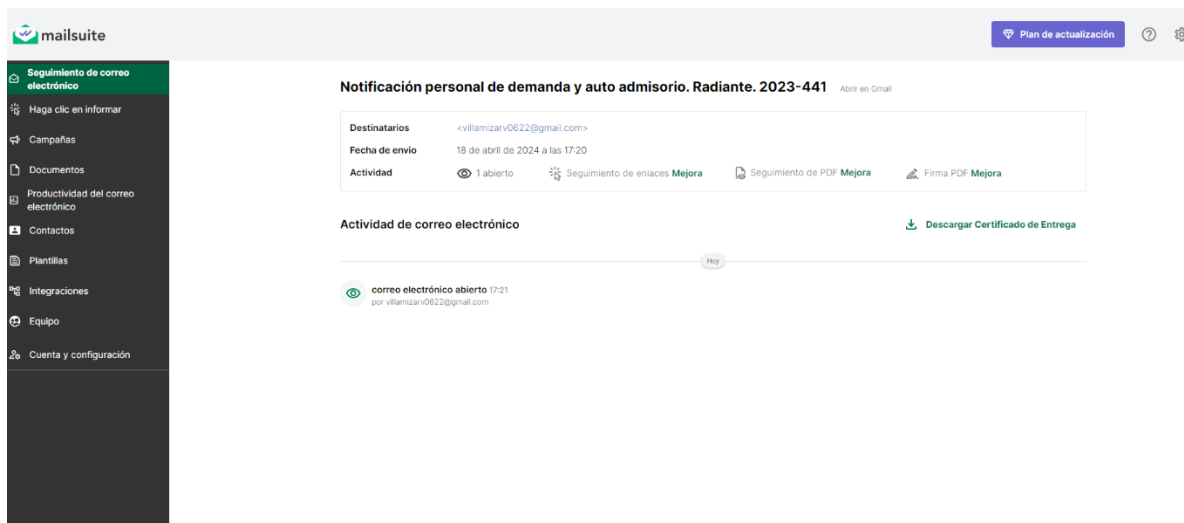 mailsuite
Plan de actualización
Seguimiento de correo
electrónico
Haga clic en informar
Campañas
Documentos
Productividad del correo
electrónico
Contactos
Plantillas
Integraciones
Equipo
Cuenta y configuración
Notificación personal de demanda y auto admisorio. Radiante. 2023-441 Abrir en Gmail
Destinatarios <villamizarv0622@gmail.com>
Fecha de envio 18 de abril de 2024 a las 17:20
Actividad 1 abierto Seguimiento de enlaces Mejora Seguimiento de PDF Mejora Firma PDF Mejora
Actividad de correo electrónico Descargar Certificado de Entrega
Hoy
correo electrónico abierto 17:21
por villamizarv0622@gmail.com